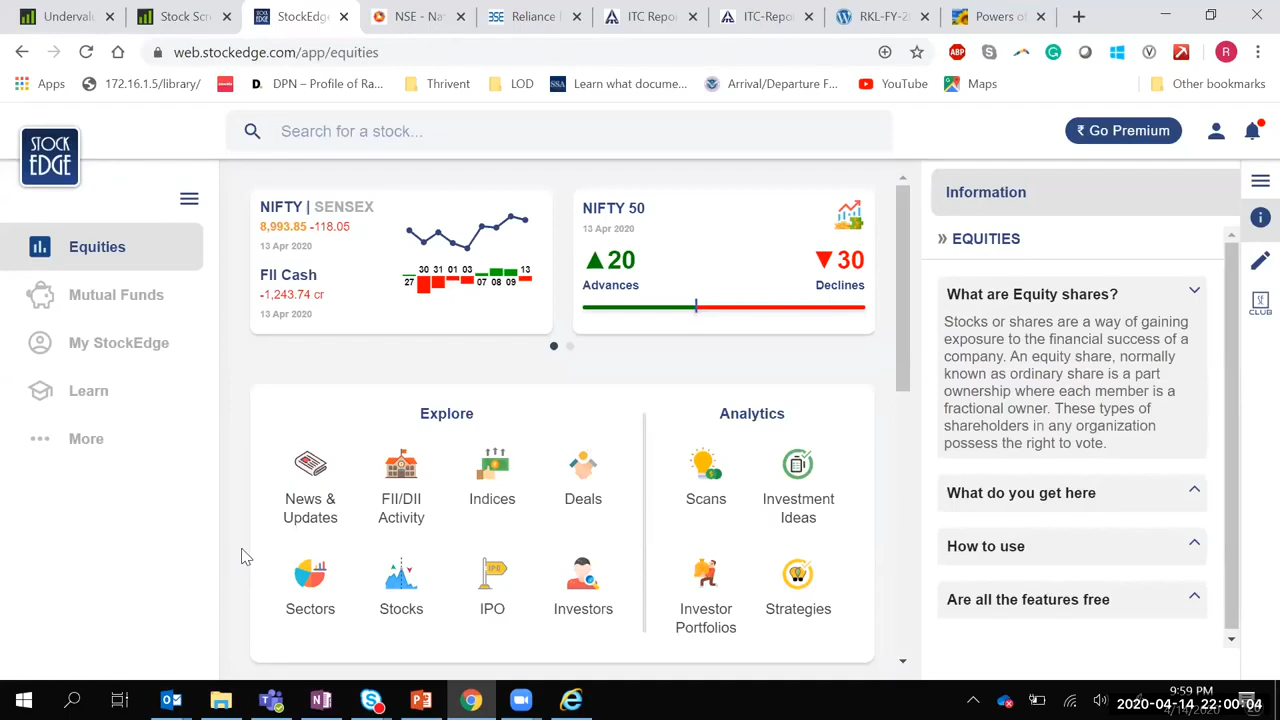 Underval
Stock Scr
StockEdge
NSE - Na
Reliance
ITC Repo
ITC-Repor
RKL-FY-2
Powers o
web.stockedge.com/app/equities
ABP
R
Apps
172.16.1.5/library/
DPN – Profile of Ra...
Thrivent
LOD
SSA
Learn what docume...
Arrival/Departure F...
YouTube
Maps
Other bookmarks
STOCK
EDGE
Search for a stock...
₹ Go Premium
Equities
Mutual Funds
My StockEdge
Learn
More
NIFTY | SENSEX
8,993.85 -118.05
13 Apr 2020
FII Cash
-1,243.74 cr
13 Apr 2020
27 30 31 01 03 07 08 09 13
NIFTY 50
13 Apr 2020
▲20
▼30
Advances
Declines
Explore
News &
Updates
FII/DII
Activity
Indices
Deals
Sectors
Stocks
IPO
IPO
Investors
Analytics
Scans
Investment
Ideas
Investor
Portfolios
Strategies
Information
» EQUITIES
What are Equity shares?
Stocks or shares are a way of gaining
exposure to the financial success of a
company. An equity share, normally
known as ordinary share is a part
ownership where each member is a
fractional owner. These types of
shareholders in any organization
possess the right to vote.
What do you get here
How to use
Are all the features free
CLUB
9:59 PM
2020-04-14 22:00:04